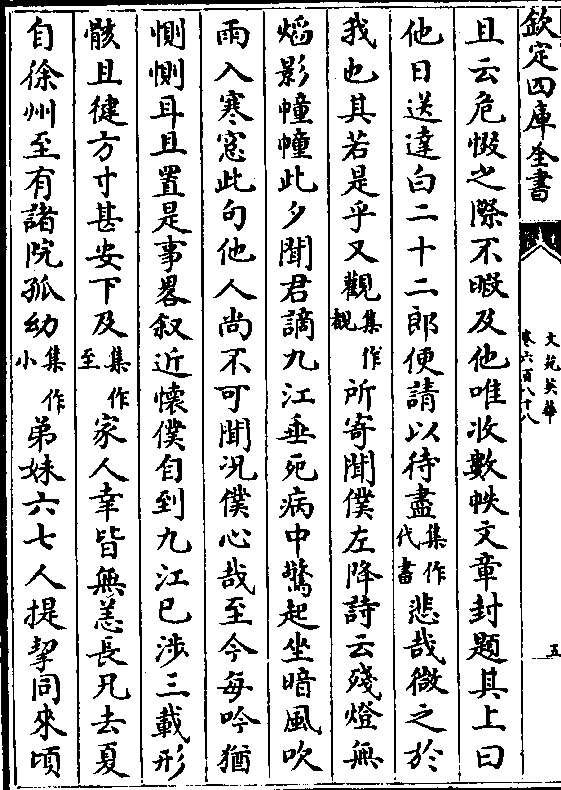 欽定四庫全書
文苑英華
卷六百八十八
五
且云危惙之際不暇及他唯收數帙文章封題其上曰
他日送達白二十二郎便請以待盡集作代書悲哉微之於
我也其若是乎又觀集作覩所寄聞僕左降詩云殘燈無
熖影幢幢此夕聞君謫九江垂死病中驚起坐暗風吹
雨入寒窓此句他人尚不可聞況僕心哉至今每吟猶
惻惻耳且置是事畧叙近懷僕自到九江已涉三載形
骸且健方寸甚安下及集作至家人幸皆無恙長兄去夏
自徐州至有諸院孤幼集作小弟妹六七人提挈同來頃